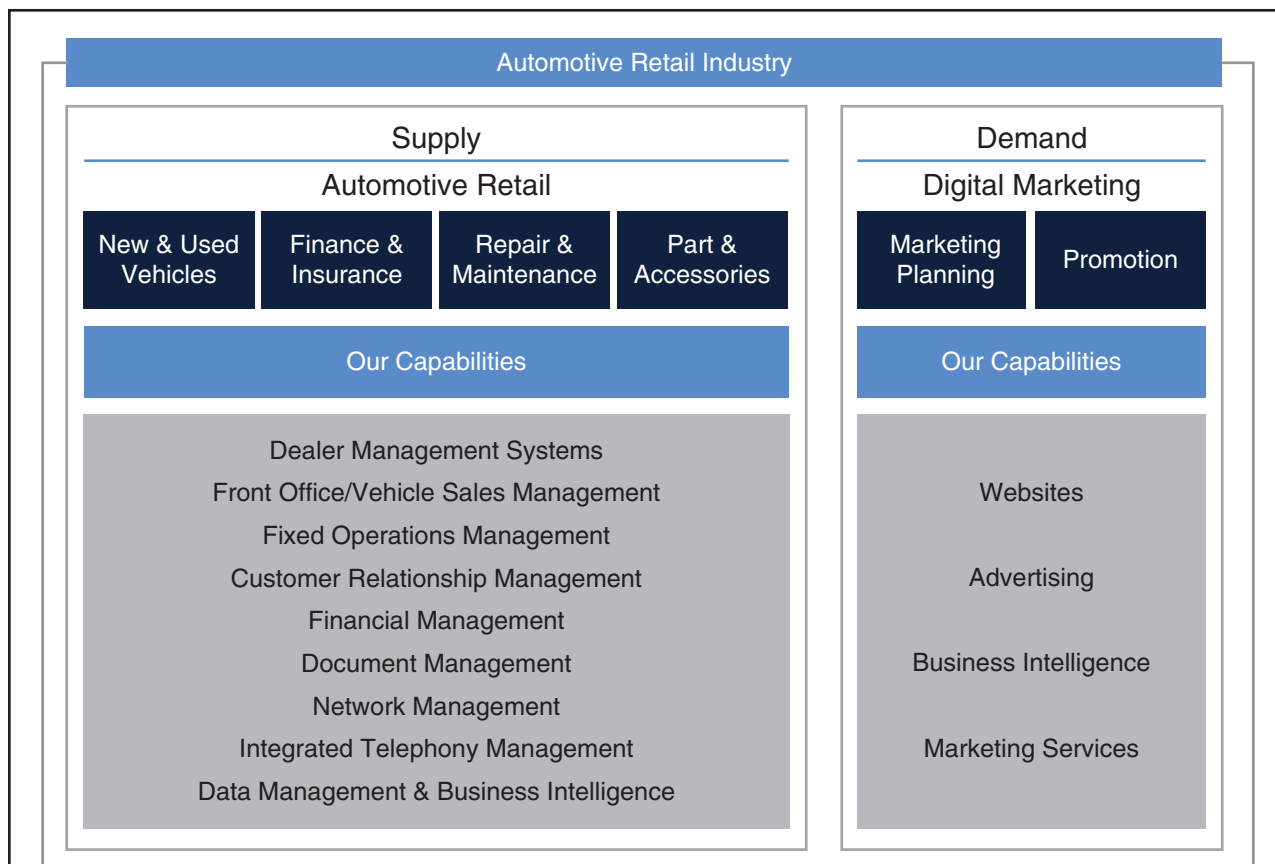 Automotive Retail Industry
Supply
Automotive Retail
New & Used
Vehicles
Finance &
Insurance
Repair &
Maintenance
Part &
Accessories
Our Capabilities
Dealer Management Systems
Front Office/Vehicle Sales Management
Fixed Operations Management
Customer Relationship Management
Financial Management
Document Management
Network Management
Integrated Telephony Management
Data Management & Business Intelligence
Demand
Digital Marketing
Marketing
Planning
Promotion
Our Capabilities
Websites
Advertising
Business Intelligence
Marketing Services